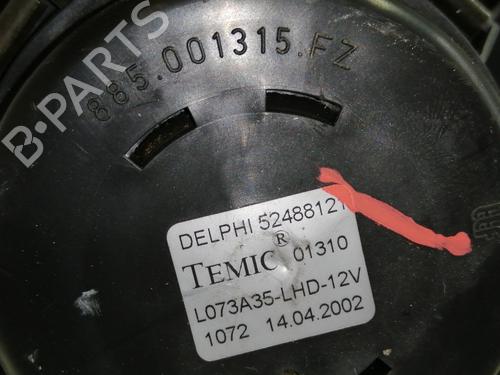 B-PARTS
885.001315.FZ
DELPHI 52488121
TEMIC® 01310
L073A35-LHD-12V
1072 14.04.2002